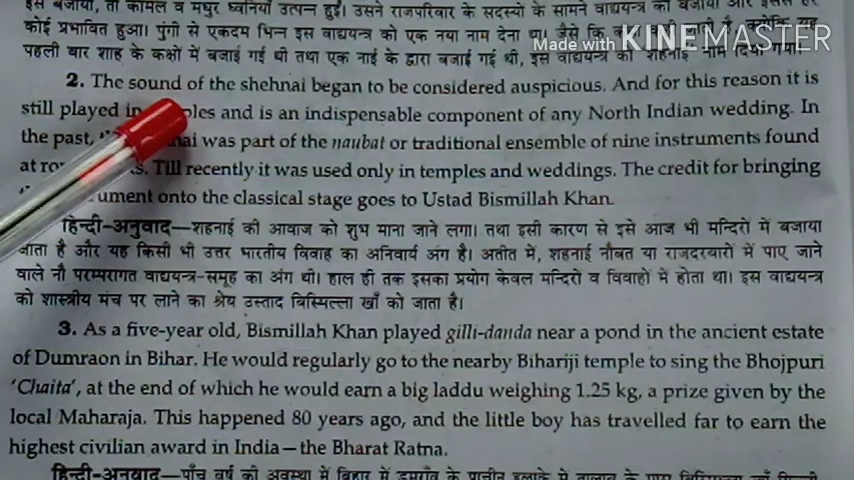 इसे बजाया, तो कोमल व मधुर ध्वनियाँ उत्पन्न हुईं। उसने राजपरिवार के सदस्यों के सामने वाद्ययन्त्र को बजाया और इससे हर
कोई प्रभावित हुआ। पुंगी से एकदम भिन्न इस वाद्ययन्त्र को एक नया नाम देना था। जैसे कि
पहली बार शाह के कक्षों में बजाई गई थी तथा एक नाई के द्वारा बजाई गई थी, इस वाद्ययन्त्र को 'शहनाई' नाम दिया गया।
Made with KINEMASTER
2. The sound of the shehnai began to be considered auspicious. And for this reason it is
still played in and is an indispensable component of any North Indian wedding. In
the past, was part of the naubat or traditional ensemble of nine instruments found
at Till recently it was used only in temples and weddings. The credit for bringing
onto the classical stage goes to Ustad Bismillah Khan.
हिन्दी-अनुवाद—शहनाई की आवाज को शुभ माना जाने लगा। तथा इसी कारण से इसे आज भी मन्दिरों में बजाया
जाता है और यह किसी भी उत्तर भारतीय विवाह का अनिवार्य अंग है। अतीत में, शहनाई नौबत या राजदरबारों में पाए जाने
वाले नौ परम्परागत वाद्ययन्त्र-समूह का अंग थी। हाल ही तक इसका प्रयोग केवल मन्दिरों व विवाहों में होता था। इस वाद्ययन्त्र
को शास्त्रीय मंच पर लाने का श्रेय उस्ताद बिस्मिल्ला खाँ को जाता है।
3. As a five-year old, Bismillah Khan played gilli-danda near a pond in the ancient estate
of Dumraon in Bihar. He would regularly go to the nearby Bihariji temple to sing the Bhojpuri
'Chaita', at the end of which he would earn a big laddu weighing 1.25 kg, a prize given by the
local Maharaja. This happened 80 years ago, and the little boy has travelled far to earn the
highest civilian award in India—the Bharat Ratna.
हिन्दी-अनुवाद—पाँच वर्ष की अवस्था में बिहार में डुमराँव के प्राचीन इलाके में तालाब के पास बिस्मिल्ला खाँ